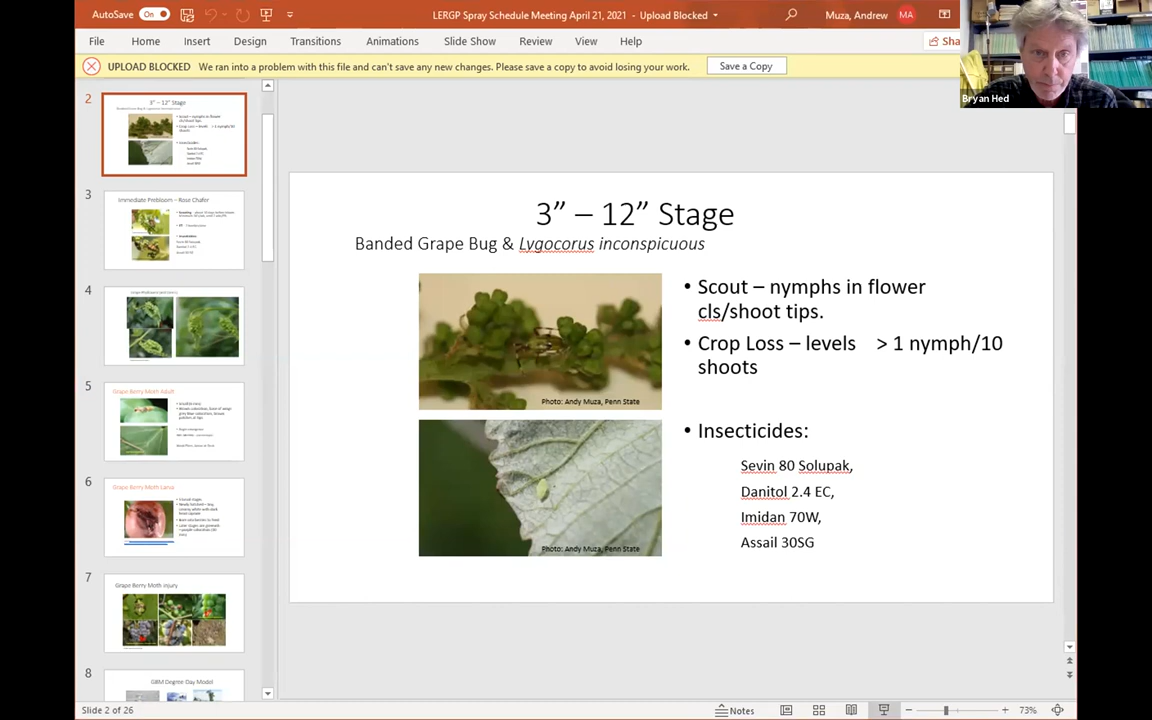 AutoSave On
LERGP Spray Schedule Meeting April 21, 2021 - Upload Blocked
Muza, Andrew MA
File Home Insert Design Transitions Animations Slide Show Review View Help Sha
UPLOAD BLOCKED We ran into a problem with this file and can't save any new changes. Please save a copy to avoid losing your work. Save a Copy
Bryan Hed
2
3" – 12" Stage
3
Immediate Prebloom – Rose Chafer
4
5
Grape Berry Moth Adult
6
Grape Berry Moth Larva
7
Grape Berry Moth Injury
8
GBM Degree Day Model
3” – 12” Stage
Banded Grape Bug & Lygocorus inconspicuous
• Scout – nymphs in flower
cls/shoot tips.
• Crop Loss – levels > 1 nymph/10
shoots
Photo: Andy Muza, Penn State
• Insecticides:
Sevin 80 Solupak,
Danitol 2.4 EC,
Imidan 70W,
Assail 30SG
Photo: Andy Muza, Penn State
Slide 2 of 26
Notes
73%